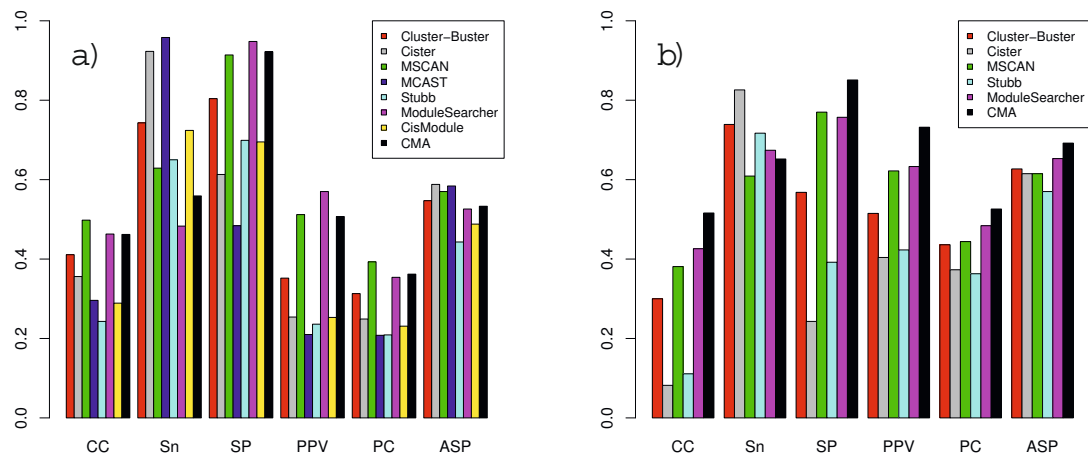 a)
1.0
0.8
0.6
0.4
0.2
0.0
Cluster-Buster
Cister
MSCAN
MCAST
Stubb
ModuleSearcher
CisModule
CMA
CC Sn SP PPV PC ASP
b)
1.0
0.8
0.6
0.4
0.2
0.0
Cluster-Buster
Cister
MSCAN
Stubb
ModuleSearcher
CMA
CC Sn SP PPV PC ASP